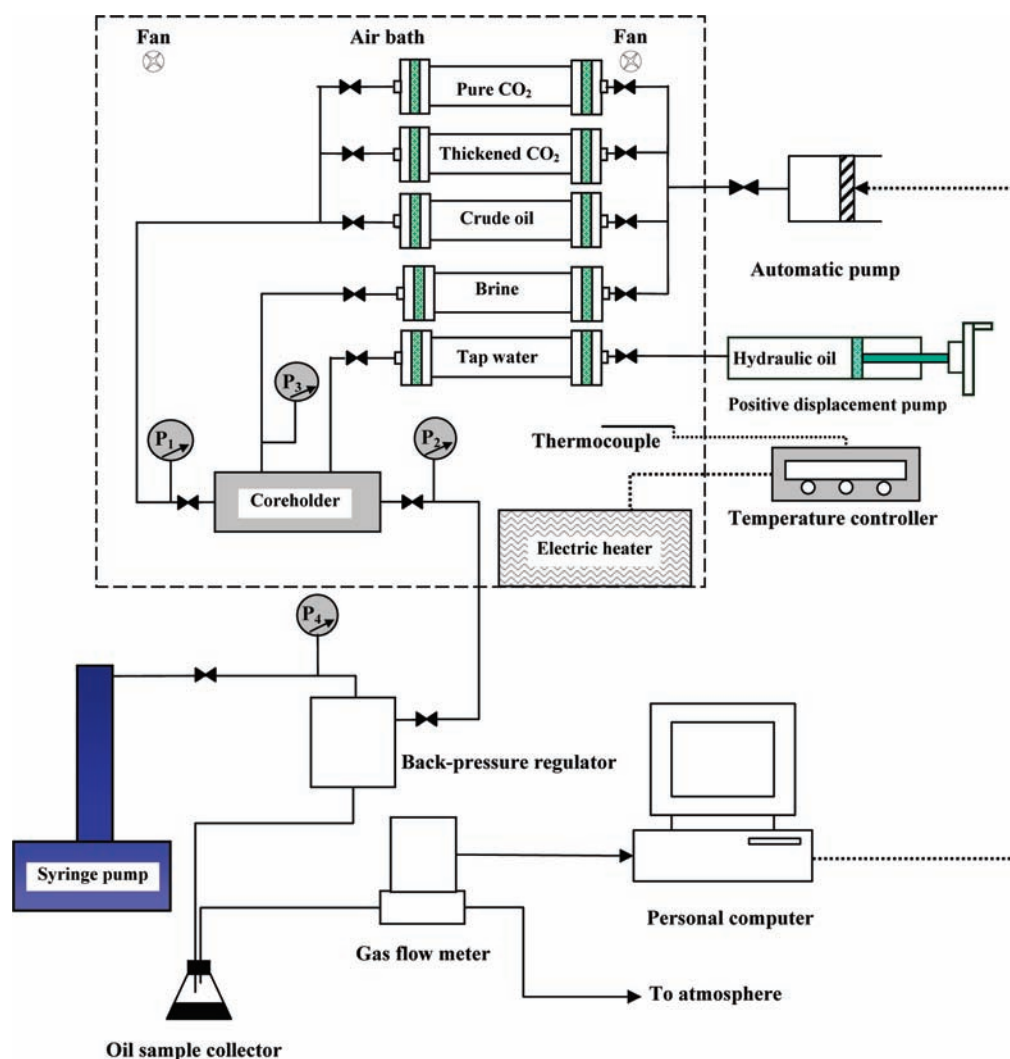 Fan
Air bath
Fan
Pure CO₂
Thickened CO₂
Crude oil
Automatic pump
Brine
Tap water
Hydraulic oil
Positive displacement pump
P₃
P₁
P₂
Thermocouple
Coreholder
Temperature controller
Electric heater
P₄
Back-pressure regulator
Syringe pump
Personal computer
Gas flow meter
To atmosphere
Oil sample collector